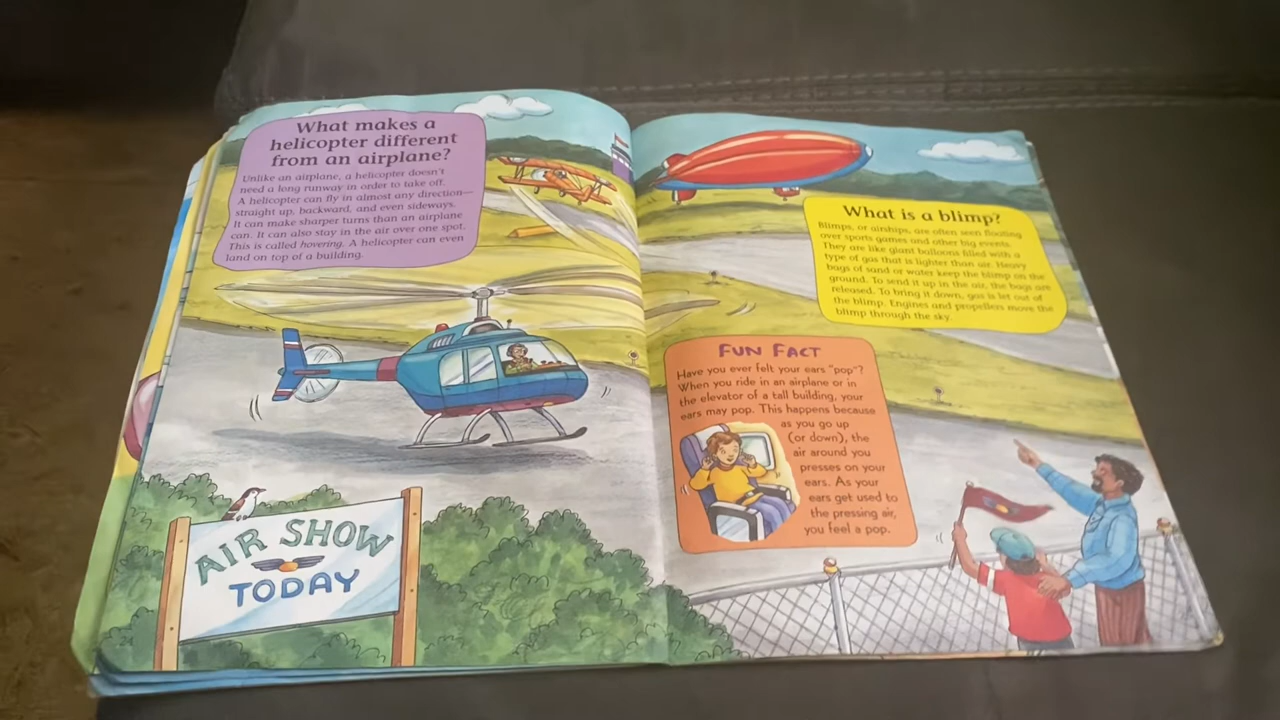 What makes a
helicopter different
from an airplane?
Unlike an airplane, a helicopter doesn't
need a long runway in order to take off.
A helicopter can fly in almost any direction—
straight up, backward, and even sideways.
It can make sharper turns than an airplane
can. It can also stay in the air over one spot.
This is called hovering. A helicopter can even
land on top of a building.
AIR SHOW
TODAY
24
What is a blimp?
Blimps, or airships, are often seen floating
over sports games and other big events.
They are like giant balloons filled with a
type of gas that is lighter than air. Heavy
bags of sand or water keep the blimp on the
ground. To send it up in the air, the bags are
released. To bring it down, gas is let out of
the blimp. Engines and propellers move the
blimp through the sky.
FUN FACT
Have you ever felt your ears "pop"?
When you ride in an airplane or in
the elevator of a tall building, your
ears may pop. This happens because
as you go up
(or down), the
air around you
presses on your
ears. As your
ears get used to
the pressing air,
you feel a pop.